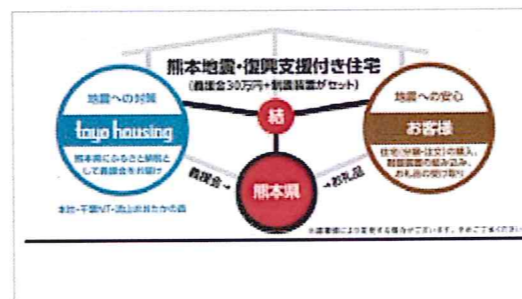 熊本地震・復興支援付き住宅
(義援金30万円+制震装置がセット)
結
地震への対策
toyo housing
熊本県にふるさと納税と
して義援金をお届け
本社・千葉NT・流山おおたかの森
地震への安心
お客様
住宅(分譲・注文)の購入、
制震装置の組み込み、
お礼品の受け取り
義援金→
熊本県
→お礼品